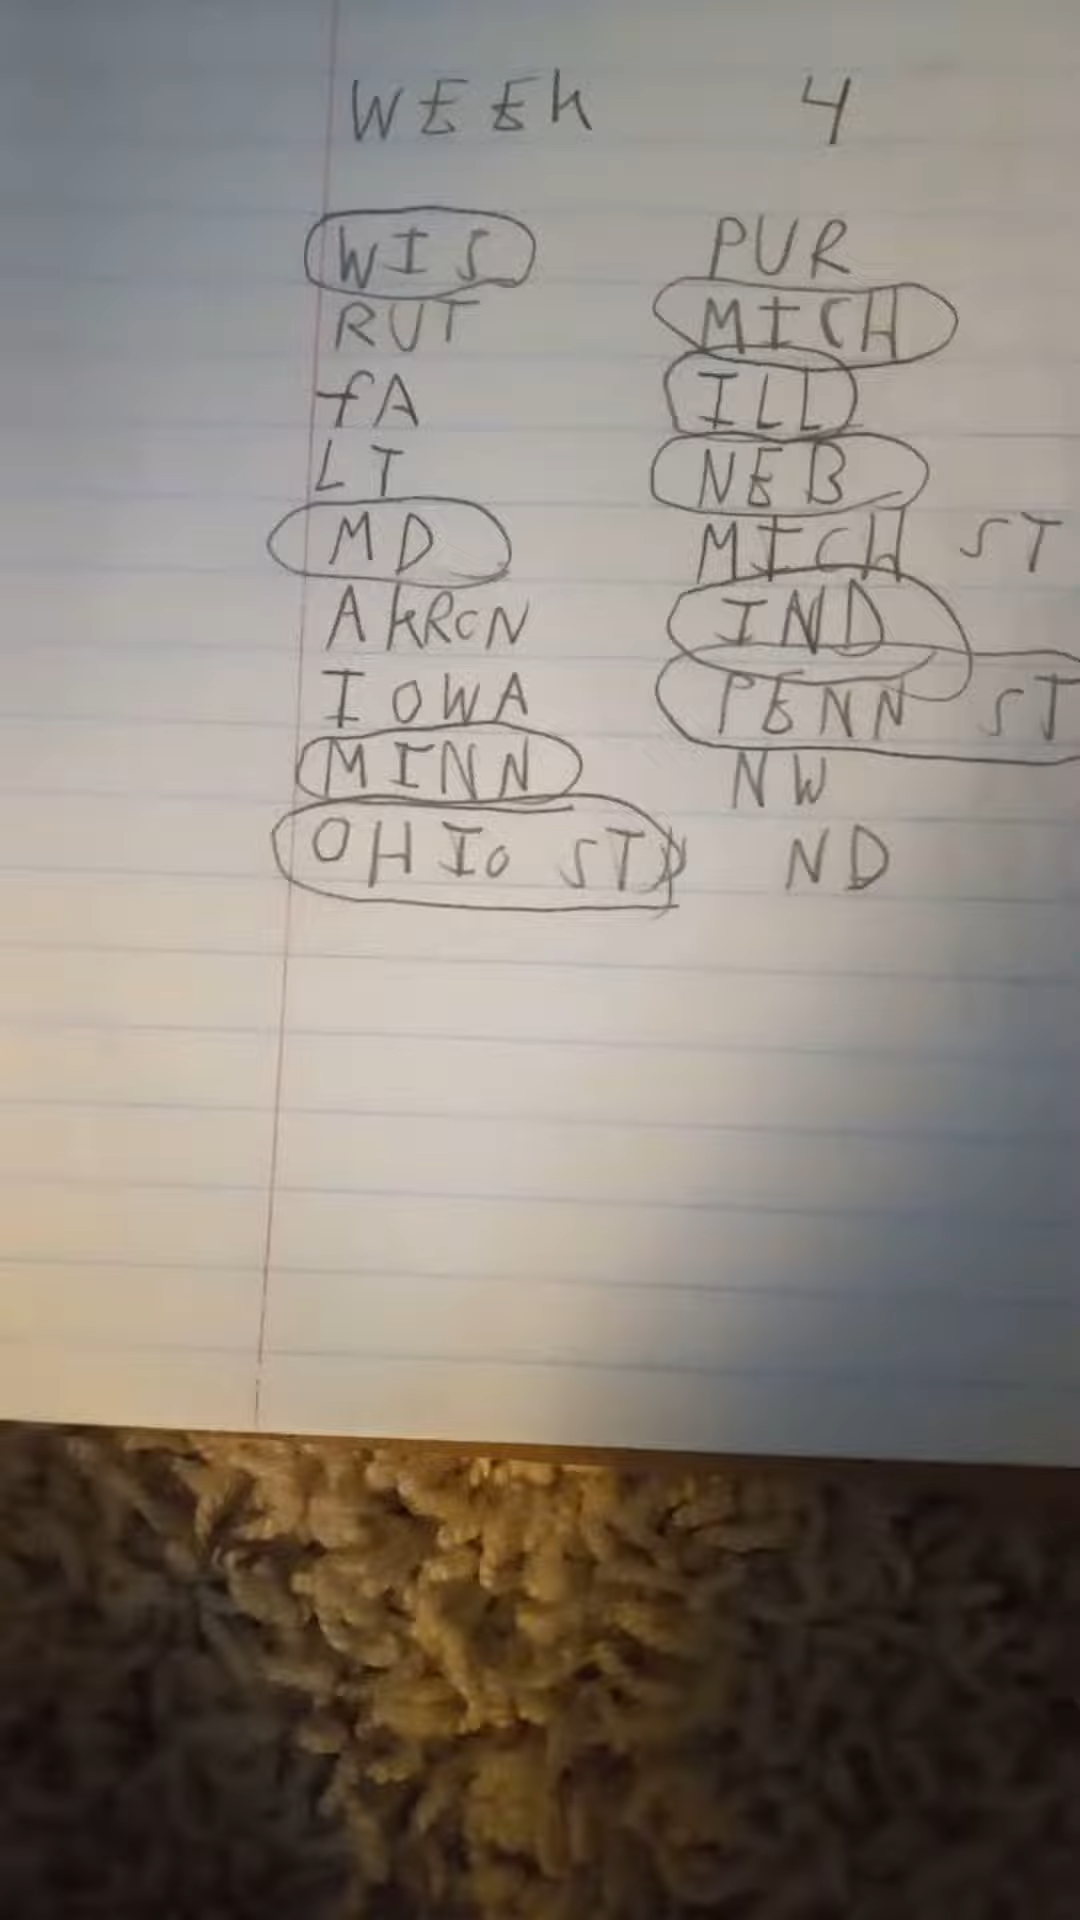 WEEK 4
WIS PUR
RUT MICH
fA ILL
LT NEB
MD MICH ST
AKRON IND
IOWA PENN ST
MINN NW
OHIO ST ND